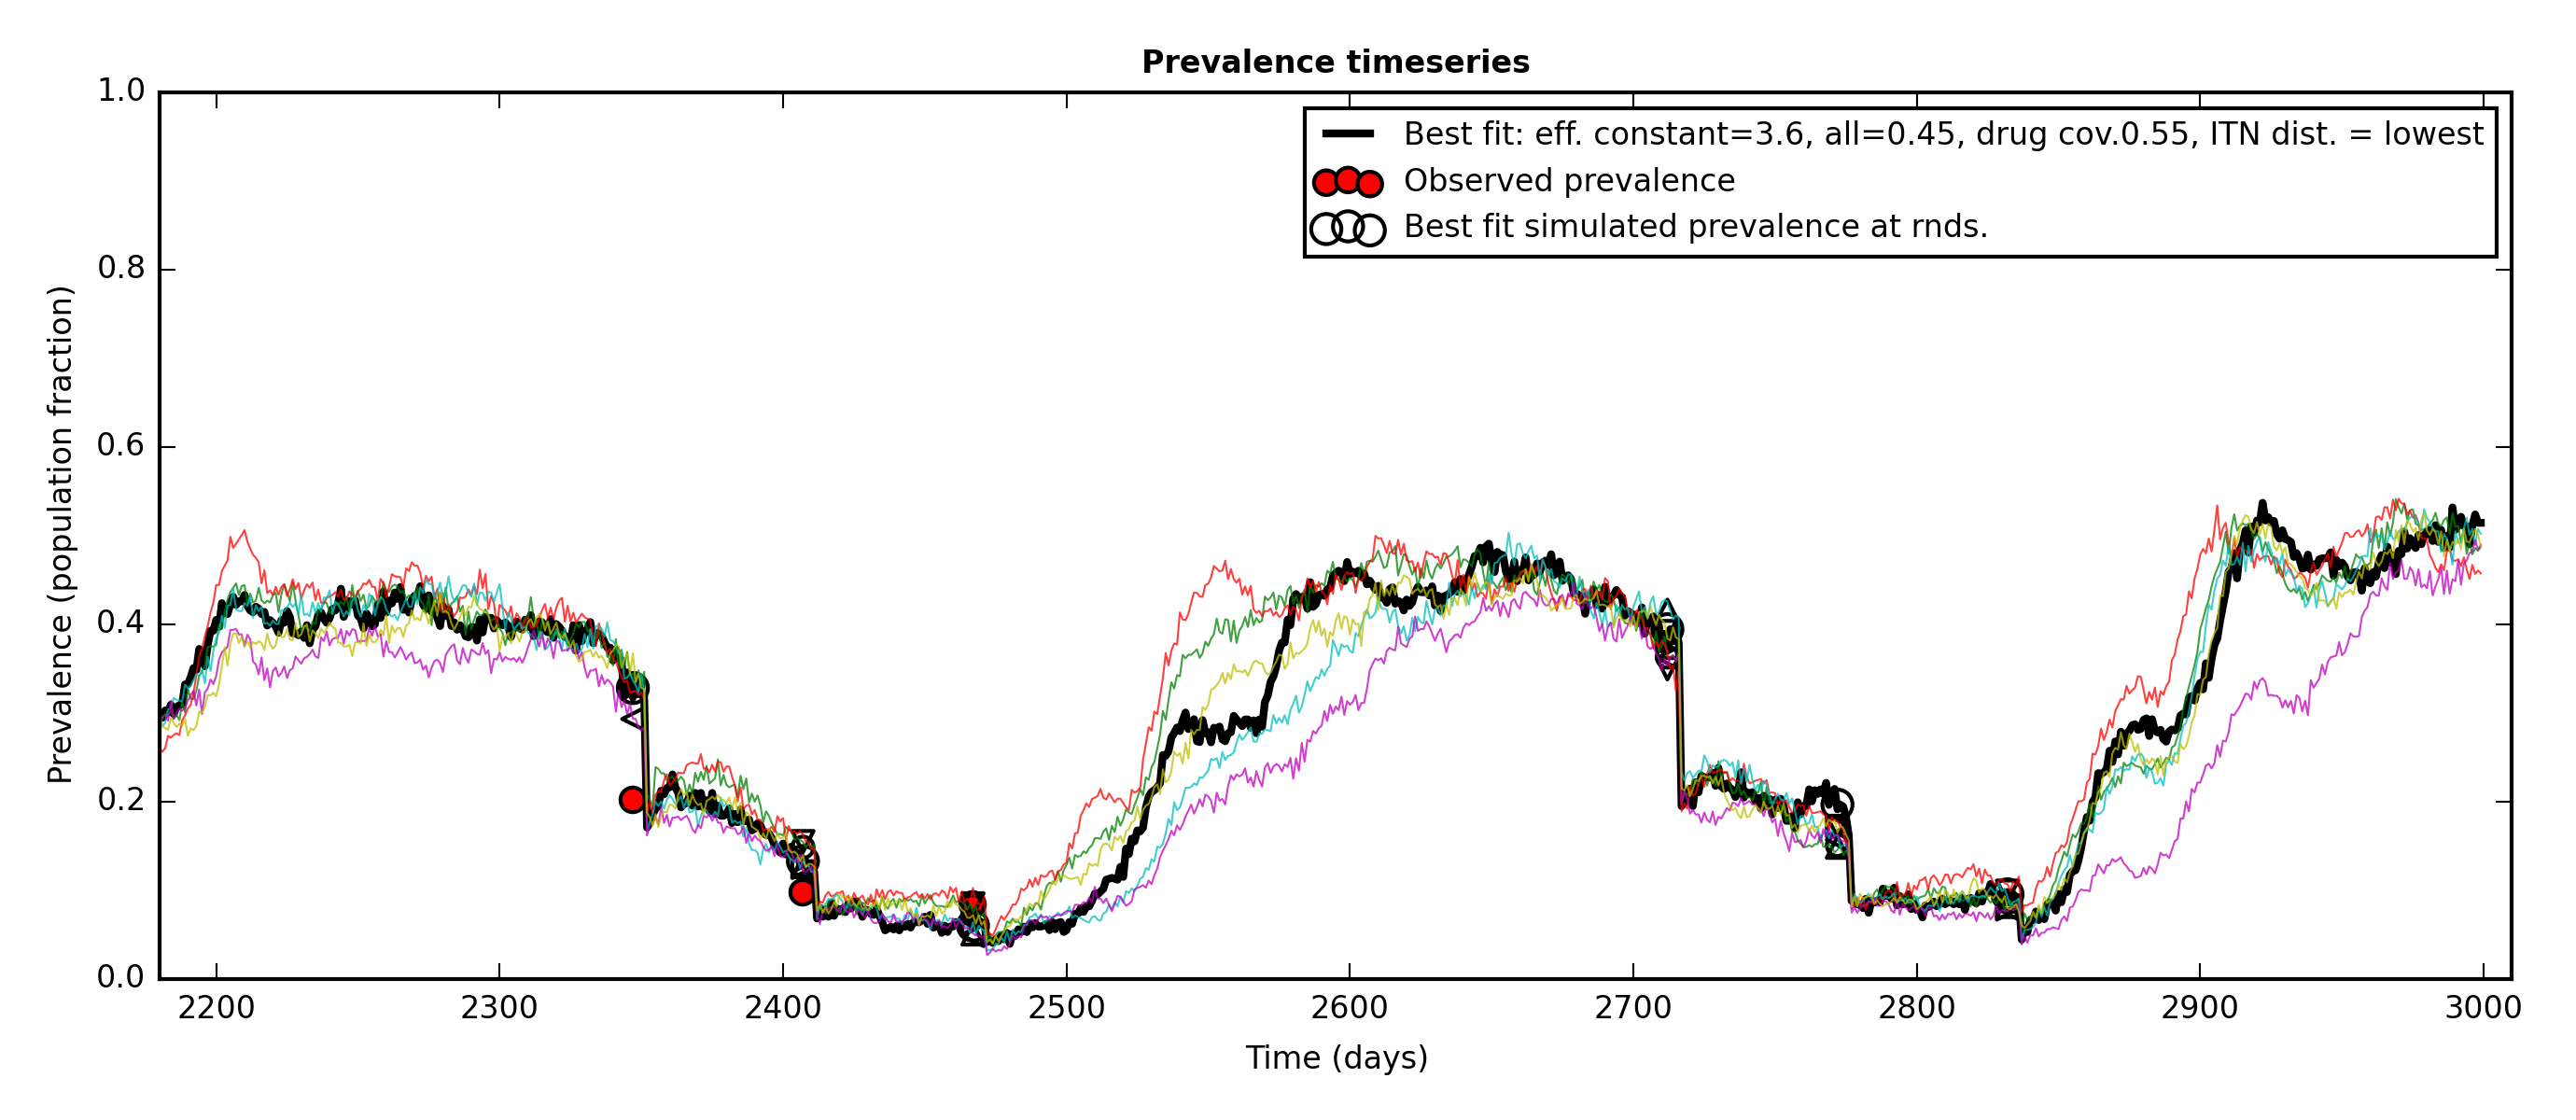 Prevalence timeseries
Best fit: eff. constant=3.6, all=0.45, drug cov.0.55, ITN dist. = lowest
Observed prevalence
Best fit simulated prevalence at rnds.
Prevalence (population fraction)
1.0
0.8
0.6
0.4
0.2
0.0
2200 2300 2400 2500 2600 2700 2800 2900 3000
Time (days)